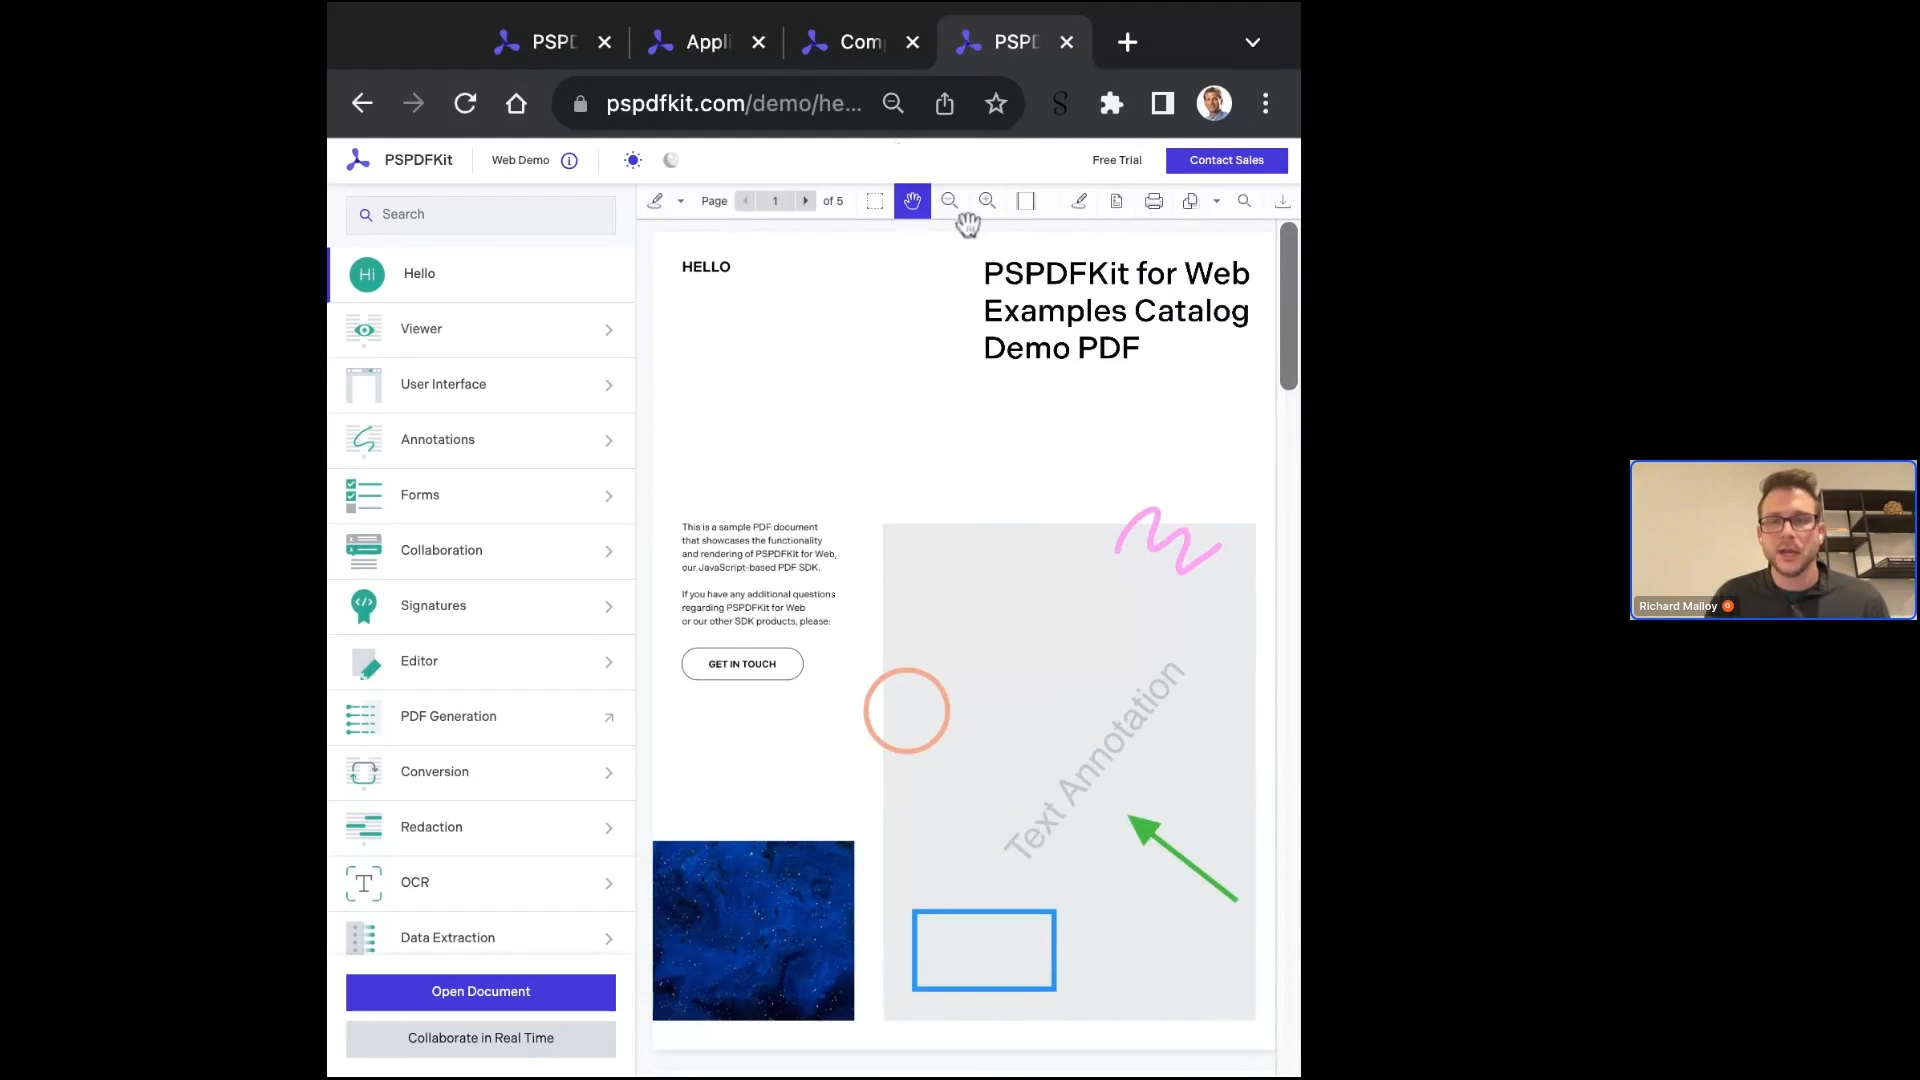 PSPD
Appli
Com
PSPD
pspdfkit.com/demo/he...
PSPDFKit
Web Demo
Free Trial
Contact Sales
Search
Page
1
of 5
Hi
Hello
Viewer
User Interface
Annotations
Forms
Collaboration
Signatures
Editor
PDF Generation
Conversion
Redaction
T
OCR
Data Extraction
Open Document
Collaborate in Real Time
HELLO
PSPDFKit for Web
Examples Catalog
Demo PDF
This is a sample PDF document
that showcases the functionality
and rendering of PSPDFKit for Web,
our JavaScript-based PDF SDK.
If you have any additional questions
regarding PSPDFKit for Web
or our other SDK products, please:
GET IN TOUCH
Text Annotation
Richard Malloy